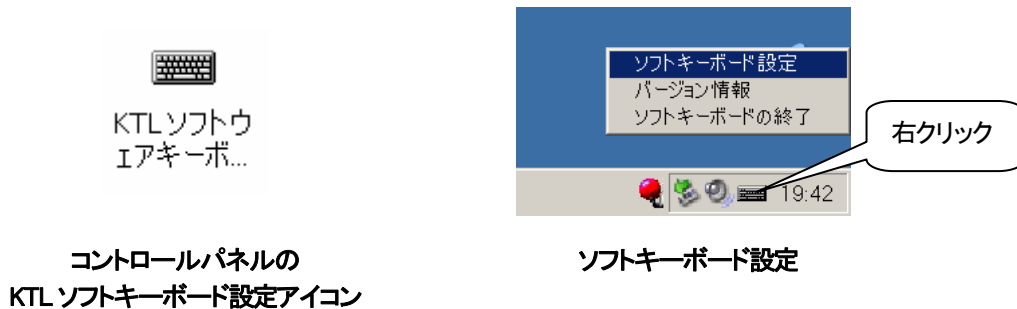 KTLソフトウ
ェアキーボ...
コントロールパネルの
KTL ソフトキーボード設定アイコン
ソフトキーボード設定
バージョン情報
ソフトキーボードの終了
右クリック
19:42
ソフトキーボード設定